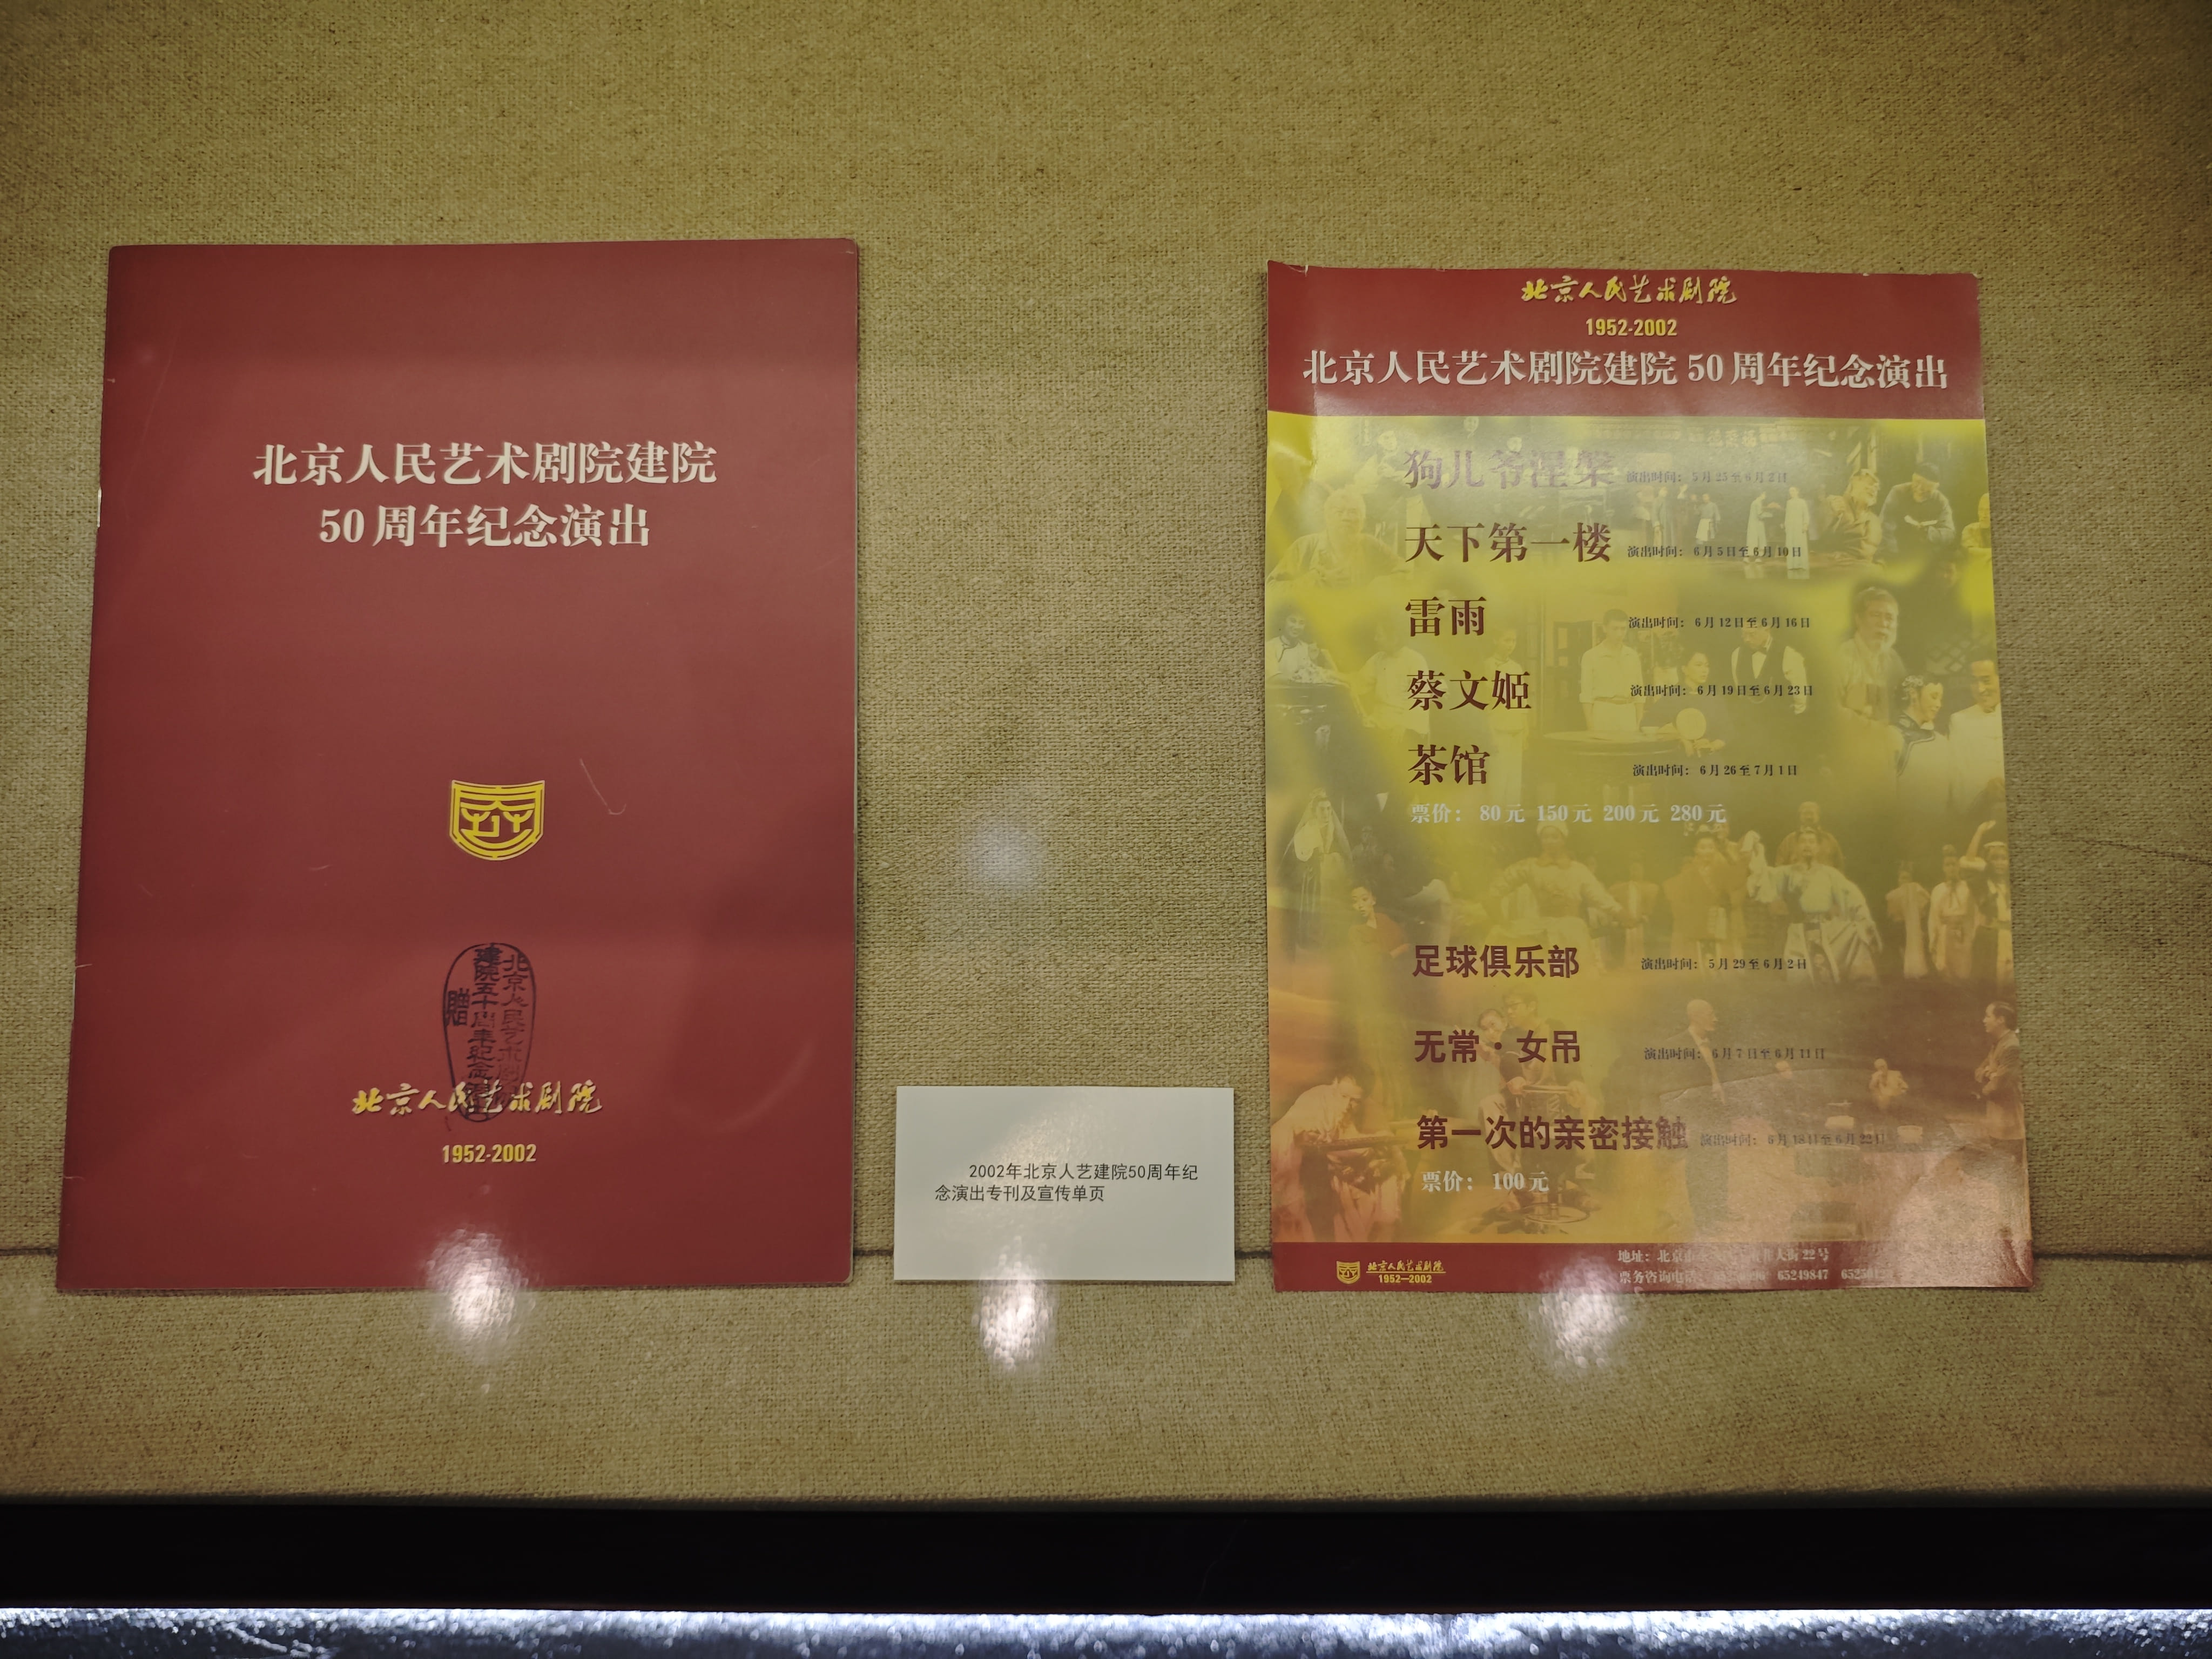 北京人民艺术剧院建院
50周年纪念演出
北京人民艺术剧院
建院五十周年纪念
赠
北京人民艺术剧院
1952-2002
2002年北京人艺建院50周年纪
念演出专刊及宣传单页
北京人民艺术剧院
1952-2002
北京人民艺术剧院建院50周年纪念演出
狗儿爷涅槃 演出时间：5月25至6月2日
天下第一楼 演出时间：6月5日至6月10日
雷雨 演出时间：6月12日至6月16日
蔡文姬 演出时间：6月19日至6月23日
茶馆 演出时间：6月26至7月1日
票价：80元 150元 200元 280元
足球俱乐部 演出时间：5月29至6月2日
无常·女吊 演出时间：6月7日至6月11日
第一次的亲密接触 演出时间：6月18日至6月22日
票价：100元
北京人民艺术剧院
1952—2002
地址：北京市 大街22号
票务咨询电话： 65249847